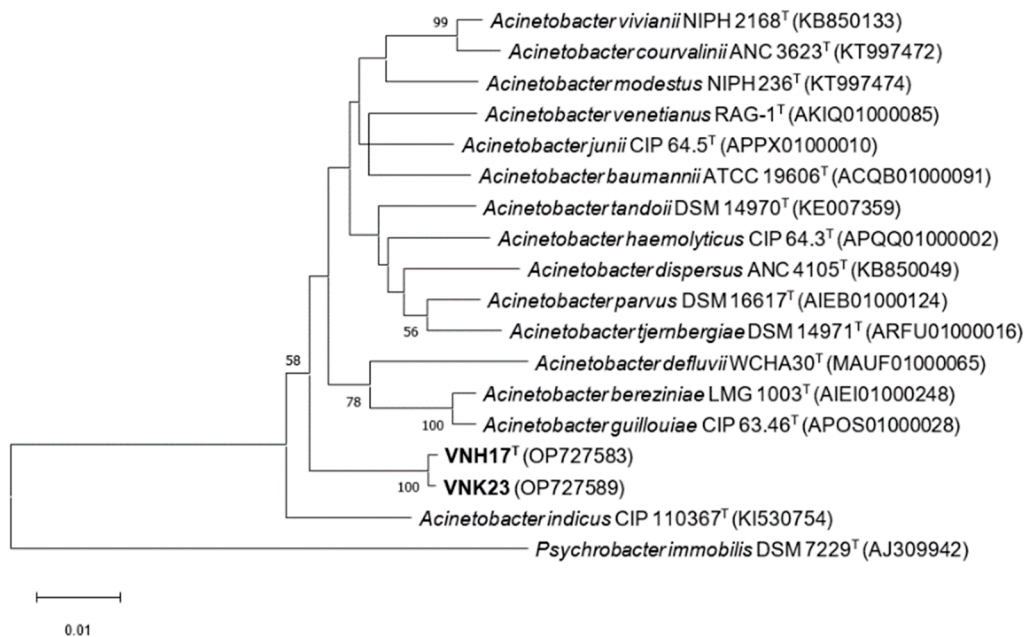 99
Acinetobacter vivianii NIPH 2168ᵀ (KB850133)
Acinetobacter courvalinii ANC 3623ᵀ (KT997472)
Acinetobacter modestus NIPH 236ᵀ (KT997474)
Acinetobacter venetianus RAG-1ᵀ (AKIQ01000085)
Acinetobacter junii CIP 64.5ᵀ (APPX01000010)
Acinetobacter baumannii ATCC 19606ᵀ (ACQB01000091)
Acinetobacter tandoii DSM 14970ᵀ (KE007359)
Acinetobacter haemolyticus CIP 64.3ᵀ (APQQ01000002)
Acinetobacter dispersus ANC 4105ᵀ (KB850049)
Acinetobacter parvus DSM 16617ᵀ (AIEB01000124)
56
Acinetobacter tjernbergiae DSM 14971ᵀ (ARFU01000016)
58
Acinetobacter defluvii WCHA30ᵀ (MAUF01000065)
Acinetobacter bereziniae LMG 1003ᵀ (AIEI01000248)
78
100
Acinetobacter guillouiae CIP 63.46ᵀ (APOS01000028)
VNH17ᵀ (OP727583)
100
VNK23 (OP727589)
Acinetobacter indicus CIP 110367ᵀ (KI530754)
Psychrobacter immobilis DSM 7229ᵀ (AJ309942)
0.01